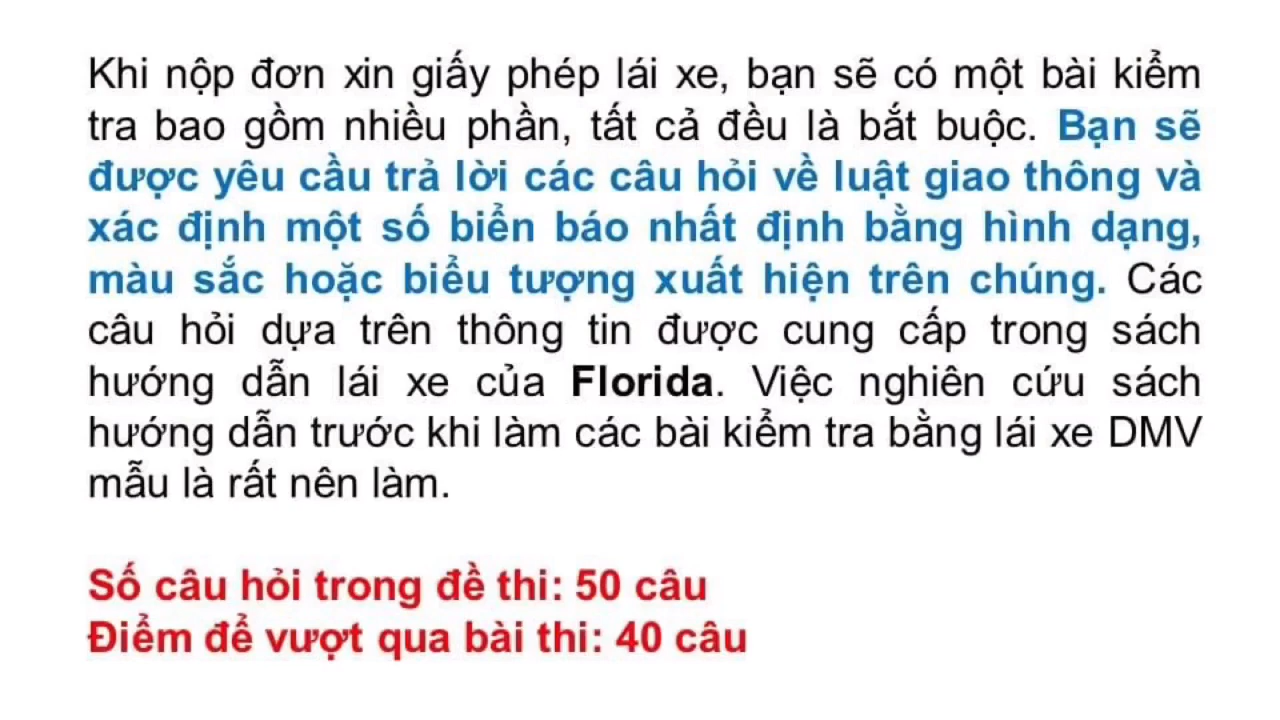 Khi nộp đơn xin giấy phép lái xe, bạn sẽ có một bài kiểm
tra bao gồm nhiều phần, tất cả đều là bắt buộc. Bạn sẽ
được yêu cầu trả lời các câu hỏi về luật giao thông và
xác định một số biển báo nhất định bằng hình dạng,
màu sắc hoặc biểu tượng xuất hiện trên chúng. Các
câu hỏi dựa trên thông tin được cung cấp trong sách
hướng dẫn lái xe của Florida. Việc nghiên cứu sách
hướng dẫn trước khi làm các bài kiểm tra bằng lái xe DMV
mẫu là rất nên làm.
Số câu hỏi trong đề thi: 50 câu
Điểm để vượt qua bài thi: 40 câu